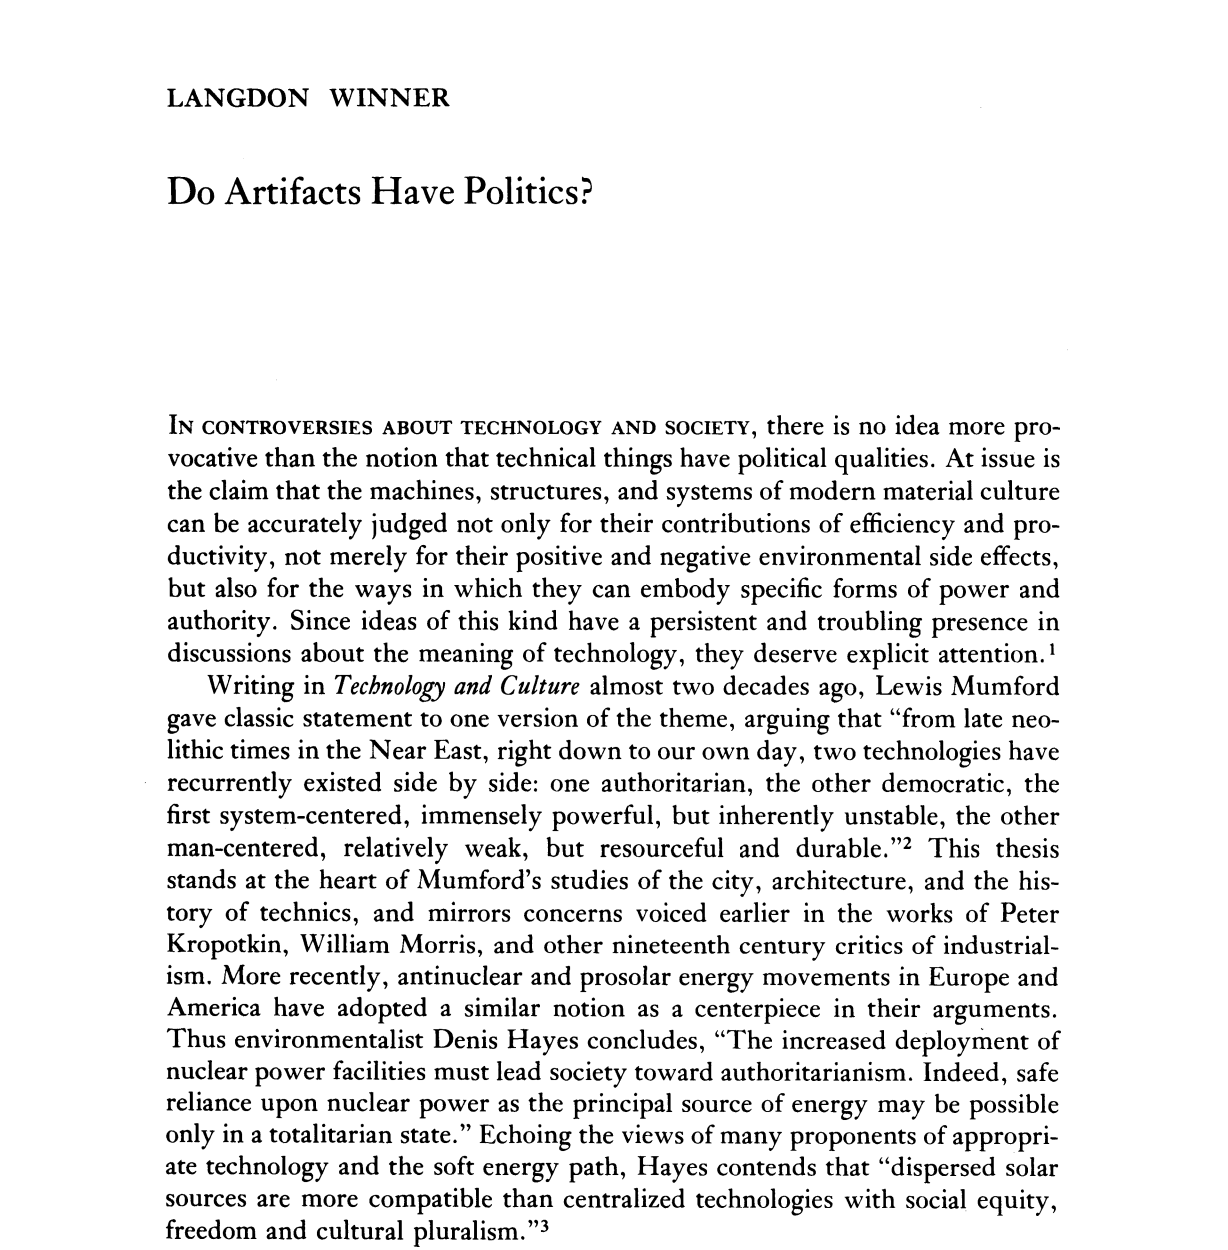 LANGDON WINNER
Do Artifacts Have Politics?
IN CONTROVERSIES ABOUT TECHNOLOGY AND SOCIETY, there is no idea more pro-
vocative than the notion that technical things have political qualities. At issue is
the claim that the machines, structures, and systems of modern material culture
can be accurately judged not only for their contributions of efficiency and pro-
ductivity, not merely for their positive and negative environmental side effects,
but also for the ways in which they can embody specific forms of power and
authority. Since ideas of this kind have a persistent and troubling presence in
discussions about the meaning of technology, they deserve explicit attention.¹
Writing in Technology and Culture almost two decades ago, Lewis Mumford
gave classic statement to one version of the theme, arguing that “from late neo-
lithic times in the Near East, right down to our own day, two technologies have
recurrently existed side by side: one authoritarian, the other democratic, the
first system-centered, immensely powerful, but inherently unstable, the other
man-centered, relatively weak, but resourceful and durable.”² This thesis
stands at the heart of Mumford’s studies of the city, architecture, and the his-
tory of technics, and mirrors concerns voiced earlier in the works of Peter
Kropotkin, William Morris, and other nineteenth century critics of industrial-
ism. More recently, antinuclear and prosolar energy movements in Europe and
America have adopted a similar notion as a centerpiece in their arguments.
Thus environmentalist Denis Hayes concludes, “The increased deployment of
nuclear power facilities must lead society toward authoritarianism. Indeed, safe
reliance upon nuclear power as the principal source of energy may be possible
only in a totalitarian state.” Echoing the views of many proponents of appropri-
ate technology and the soft energy path, Hayes contends that “dispersed solar
sources are more compatible than centralized technologies with social equity,
freedom and cultural pluralism.”³